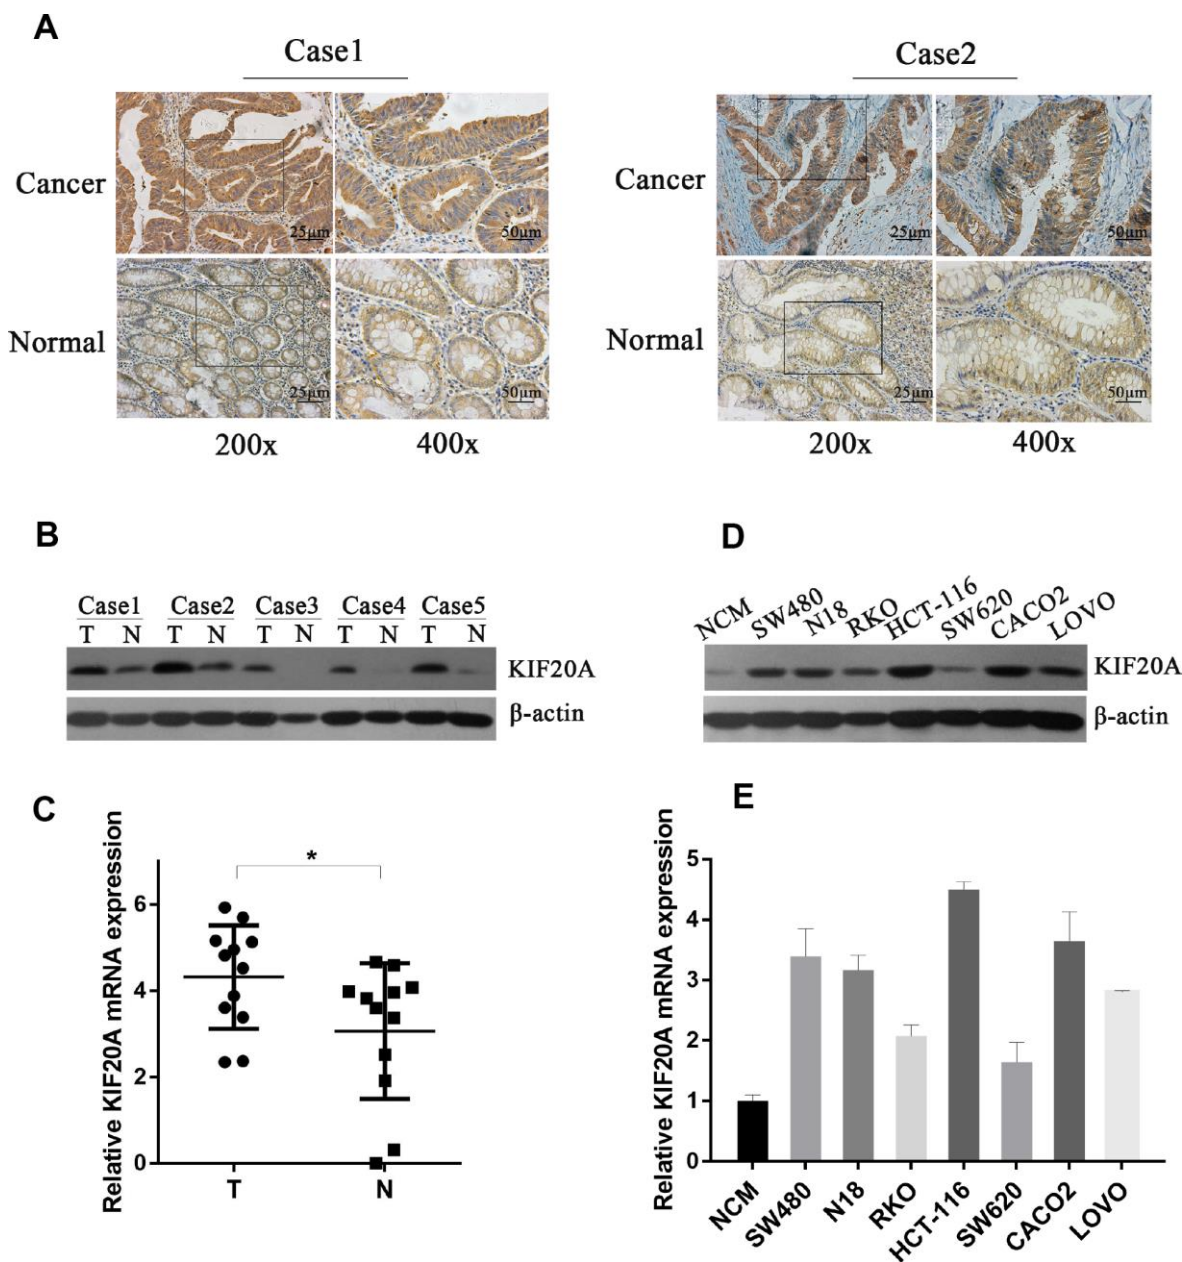 A
Case1
Case2
Cancer
25µm
50µm
Cancer
25µm
50µm
Normal
25µm
50µm
Normal
25µm
50µm
200x
400x
200x
400x
B
Case1 Case2 Case3 Case4 Case5
T N T N T N T N T N
KIF20A
β-actin
D
NCM SW480 N18 RKO HCT-116 SW620 CACO2 LOVO
KIF20A
β-actin
C
Relative KIF20A mRNA expression
*
6
4
2
0
T
N
E
Relative KIF20A mRNA expression
5
4
3
2
1
0
NCM
SW480
N18
RKO
HCT-116
SW620
CACO2
LOVO